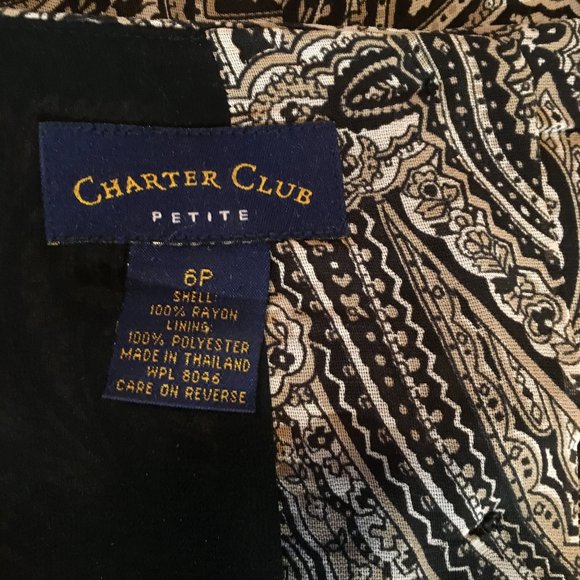 CHARTER CLUB
PETITE
6P
SHELL:
100% RAYON
LINING:
100% POLYESTER
MADE IN THAILAND
WPL 8046
CARE ON REVERSE